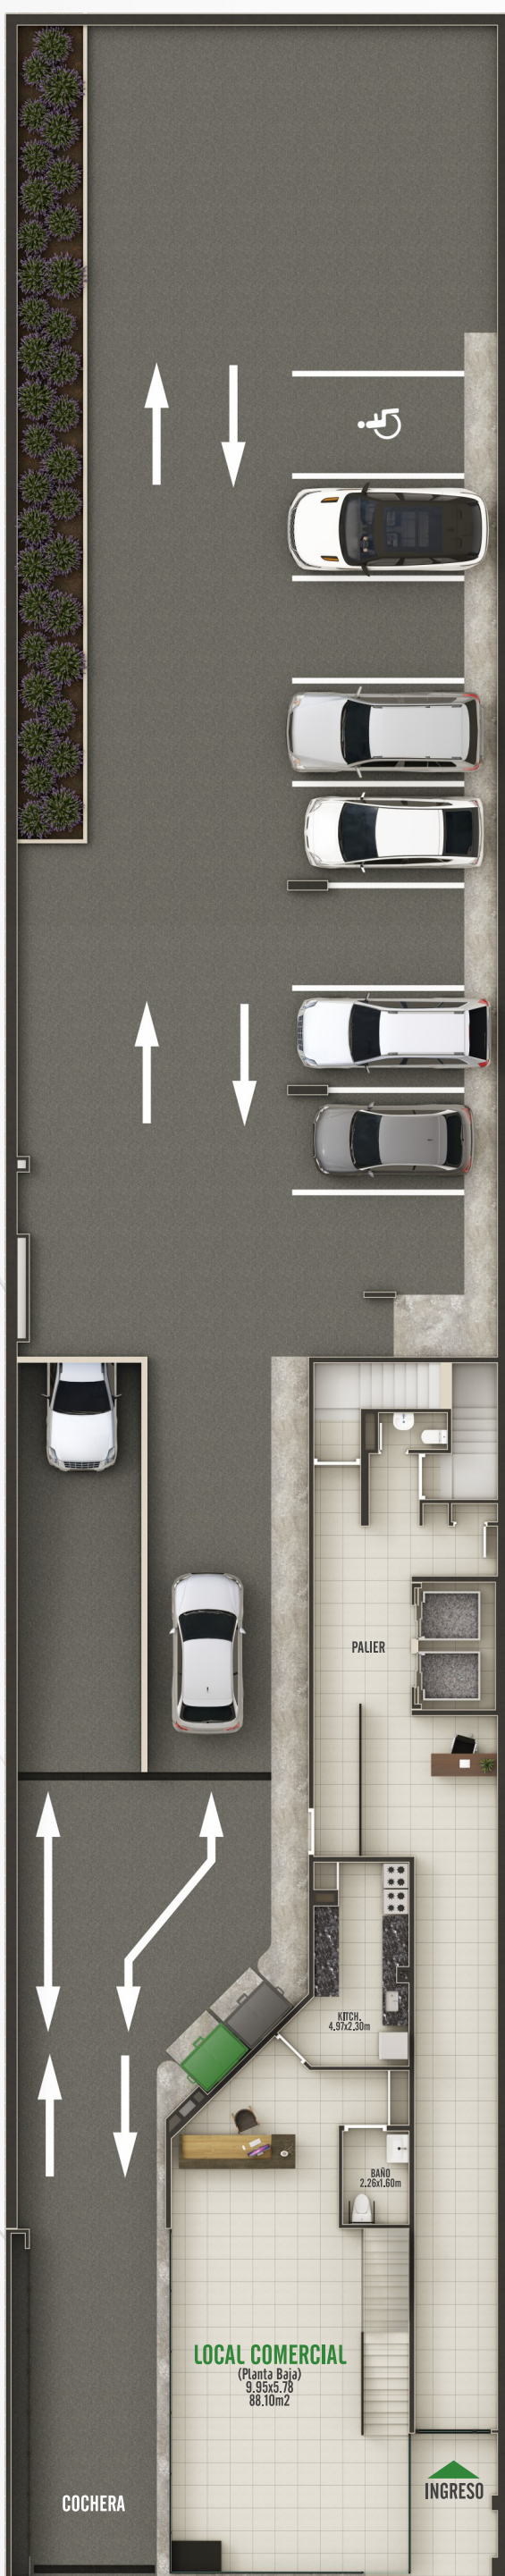 PALIER
KITCH.
4.97x2.30m
BAÑO
2.26x1.60m
LOCAL COMERCIAL
(Planta Baja)
9.95x5.78
88.10m2
INGRESO
COCHERA